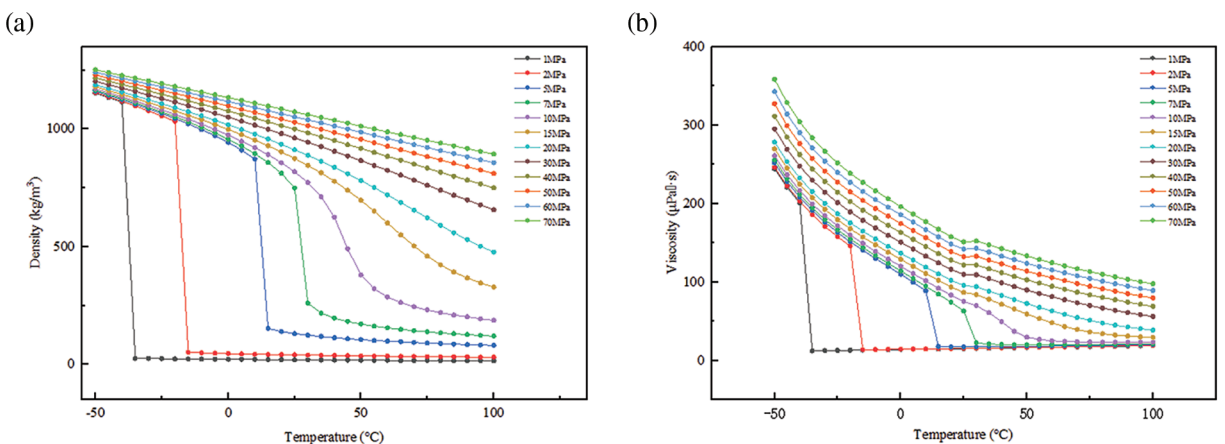 (a)
Density (kg/m³)
1000
500
0
-50
0
50
100
Temperature (℃)
1MPa
2MPa
5MPa
7MPa
10MPa
15MPa
20MPa
30MPa
40MPa
50MPa
60MPa
70MPa
(b)
Viscosity (μPa□·s)
400
300
200
100
0
-50
0
50
100
Temperature (℃)
1MPa
2MPa
5MPa
7MPa
10MPa
15MPa
20MPa
30MPa
40MPa
50MPa
60MPa
70MPa